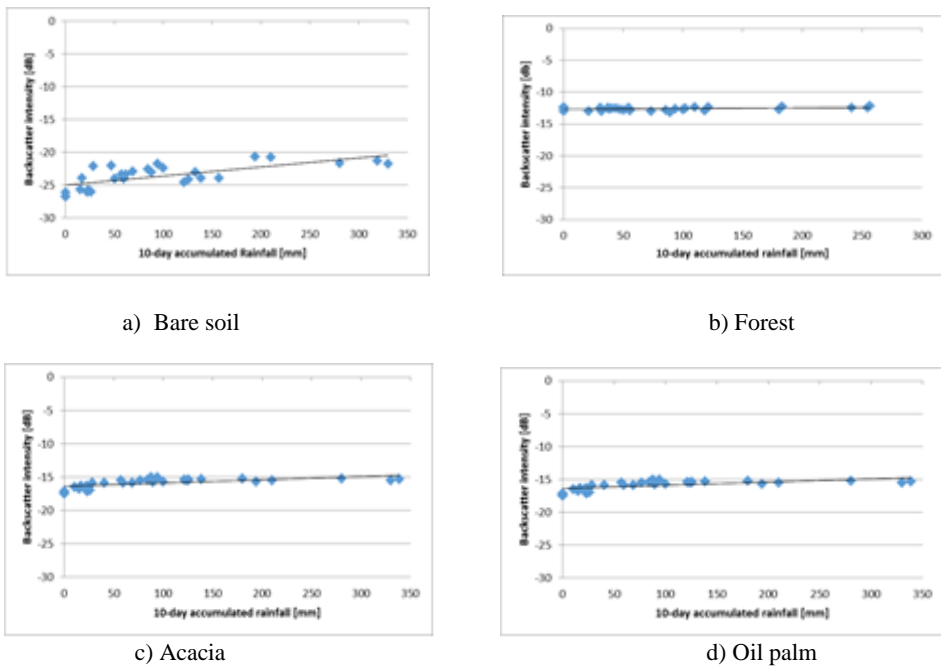 0
-5
-10
-15
-20
-25
-30
Backscatter intensity [dB]
0 50 100 150 200 250 300 350
10-day accumulated Rainfall [mm]
a) Bare soil
0
-5
-10
-15
-20
-25
-30
Backscatter intensity [db]
0 50 100 150 200 250 300
10-day accumulated rainfall [mm]
b) Forest
0
-5
-10
-15
-20
-25
-30
Backscatter intensity [dB]
0 50 100 150 200 250 300 350
10-day accumulated rainfall [mm]
c) Acacia
0
-5
-10
-15
-20
-25
-30
Backscatter intensity [dB]
0 50 100 150 200 250 300 350
10-day accumulated rainfall [mm]
d) Oil palm